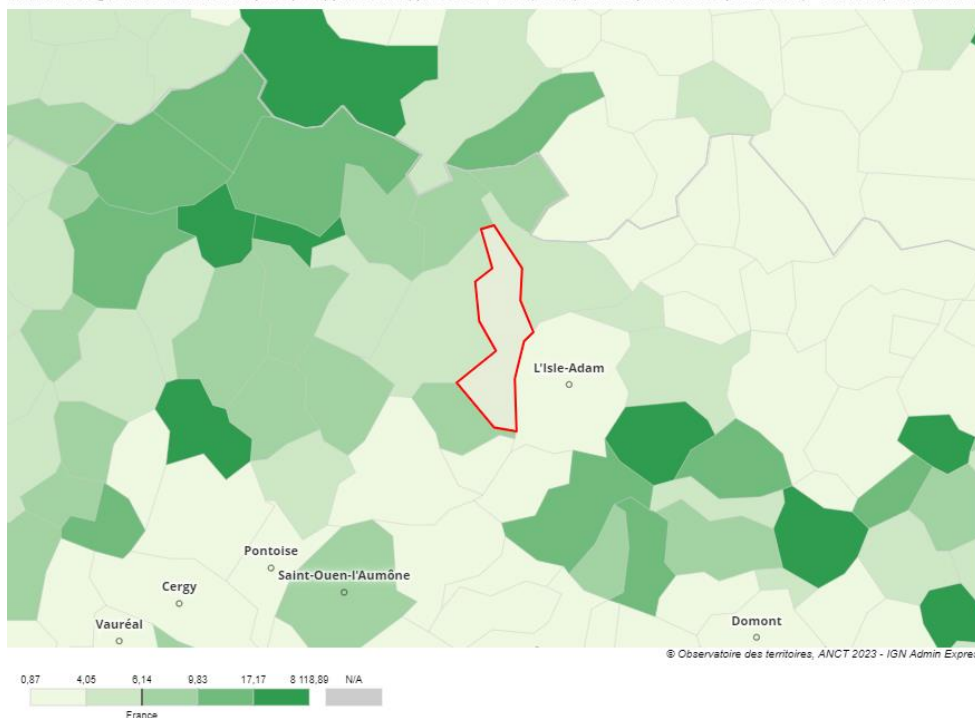 L'Isle-Adam
Pontoise
Saint-Ouen-l'Aumône
Cergy
Vauréal
Domont
© Observatoire des territoires, ANCT 2023 - IGN Admin Expre
0,87 4,05 6,14 9,83 17,17 8 118,89 N/A
France